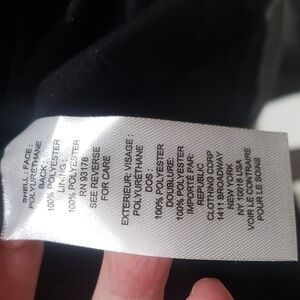 SHELL: FACE:
POLYURETHANE
BACK:
100% POLYESTER
LINING:
100% POLYESTER
RN 93178
SEE REVERSE
FOR CARE
EXTERIEUR: VISAGE:
POLYURETHANE
DOS:
100% POLYESTER
DOUBLURE:
100% POLYESTER
IMPORTÉ PAR:
REPUBLIC
CLOTHING CORP
1411 BROADWAY
NEW YORK
NY 10018 USA
VOIR LE CONTRAIRE
POUR LE SOINS